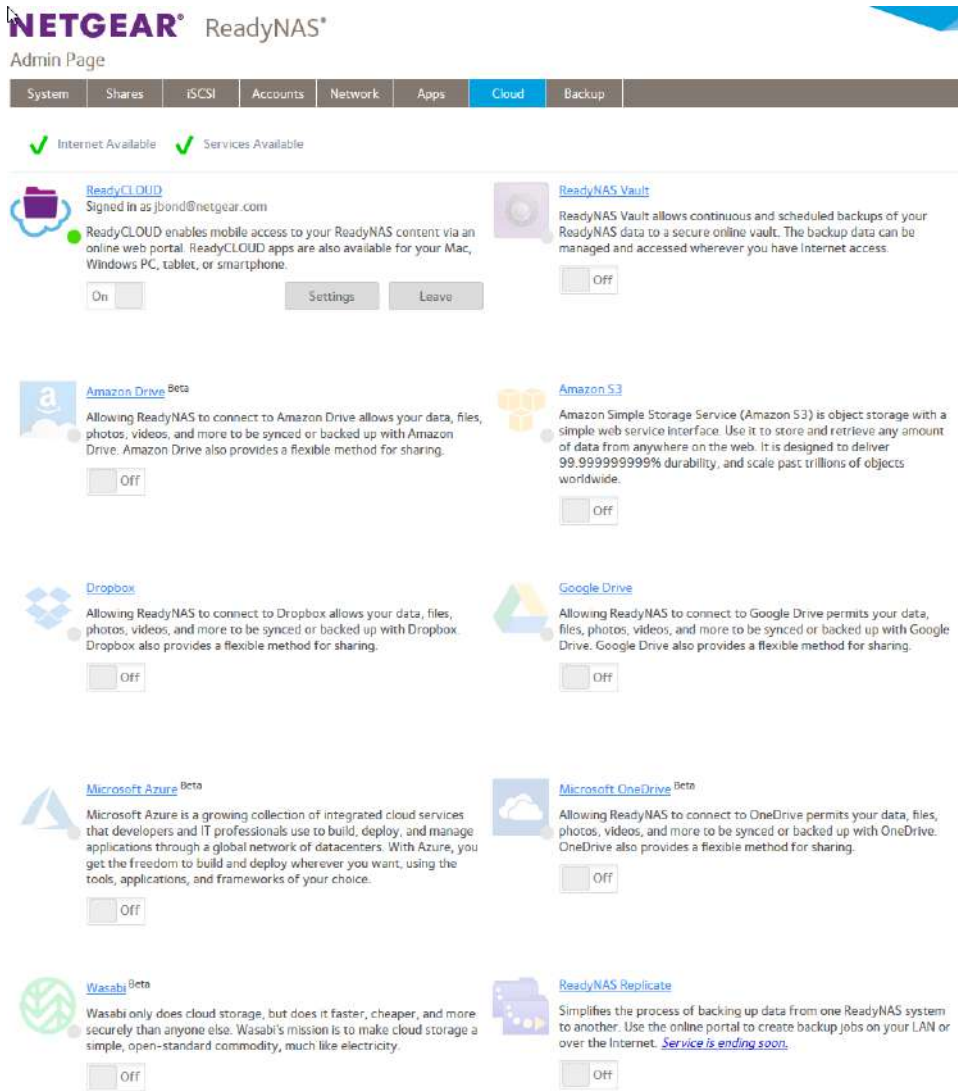 NETGEAR® ReadyNAS®
Admin Page
System Shares iSCSI Accounts Network Apps Cloud Backup
Internet Available Services Available
ReadyCLOUD
Signed in as jbond@netgear.com
ReadyCLOUD enables mobile access to your ReadyNAS content via an
online web portal. ReadyCLOUD apps are also available for your Mac,
Windows PC, tablet, or smartphone.
On Settings Leave
ReadyNAS Vault
ReadyNAS Vault allows continuous and scheduled backups of your
ReadyNAS data to a secure online vault. The backup data can be
managed and accessed wherever you have Internet access.
Off
Amazon Drive Beta
Allowing ReadyNAS to connect to Amazon Drive allows your data, files,
photos, videos, and more to be synced or backed up with Amazon
Drive. Amazon Drive also provides a flexible method for sharing.
Off
Amazon S3
Amazon Simple Storage Service (Amazon S3) is object storage with a
simple web service interface. Use it to store and retrieve any amount
of data from anywhere on the web. It is designed to deliver
99.999999999% durability, and scale past trillions of objects
worldwide.
Off
Dropbox
Allowing ReadyNAS to connect to Dropbox allows your data, files,
photos, videos, and more to be synced or backed up with Dropbox.
Dropbox also provides a flexible method for sharing.
Off
Google Drive
Allowing ReadyNAS to connect to Google Drive permits your data,
files, photos, videos, and more to be synced or backed up with Google
Drive. Google Drive also provides a flexible method for sharing.
Off
Microsoft Azure Beta
Microsoft Azure is a growing collection of integrated cloud services
that developers and IT professionals use to build, deploy, and manage
applications through a global network of datacenters. With Azure, you
get the freedom to build and deploy wherever you want, using the
tools, applications, and frameworks of your choice.
Off
Microsoft OneDrive Beta
Allowing ReadyNAS to connect to OneDrive permits your data, files,
photos, videos, and more to be synced or backed up with OneDrive.
OneDrive also provides a flexible method for sharing.
Off
Wasabi Beta
Wasabi only does cloud storage, but does it faster, cheaper, and more
securely than anyone else. Wasabi's mission is to make cloud storage a
simple, open-standard commodity, much like electricity.
Off
ReadyNAS Replicate
Simplifies the process of backing up data from one ReadyNAS system
to another. Use the online portal to create backup jobs on your LAN or
over the Internet. Service is ending soon.
Off